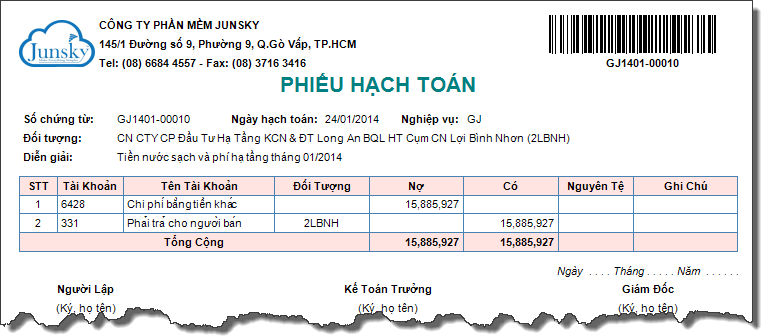 Junsky
CÔNG TY PHẦN MỀM JUNSKY
145/1 Đường số 9, Phường 9, Q.Gò Vấp, TP.HCM
Tel: (08) 6684 4557 - Fax: (08) 3716 3416
GJ1401-00010
PHIẾU HẠCH TOÁN
Số chứng từ: GJ1401-00010 Ngày hạch toán: 24/01/2014 Nghiệp vụ: GJ
Đối tượng: CN CTY CP Đầu Tư Hạ Tầng KCN & ĐT Long An BQL HT Cụm CN Lợi Bình Nhơn (2LBNH)
Diễn giải: Tiền nước sạch và phí hạ tầng tháng 01/2014
STT Tài Khoản Tên Tài Khoản Đối Tượng Nợ Có Nguyên Tệ Ghi Chú
1 6428 Chi phí bằng tiền khác 15,885,927
2 331 Phải trả cho người bán 2LBNH 15,885,927
Tổng Cộng 15,885,927 15,885,927
Ngày . . . . Tháng . . . . . Năm . . . . . .
Người Lập Kế Toán Trưởng Giám Đốc
(Ký, họ tên) (Ký, họ tên) (Ký, họ tên)